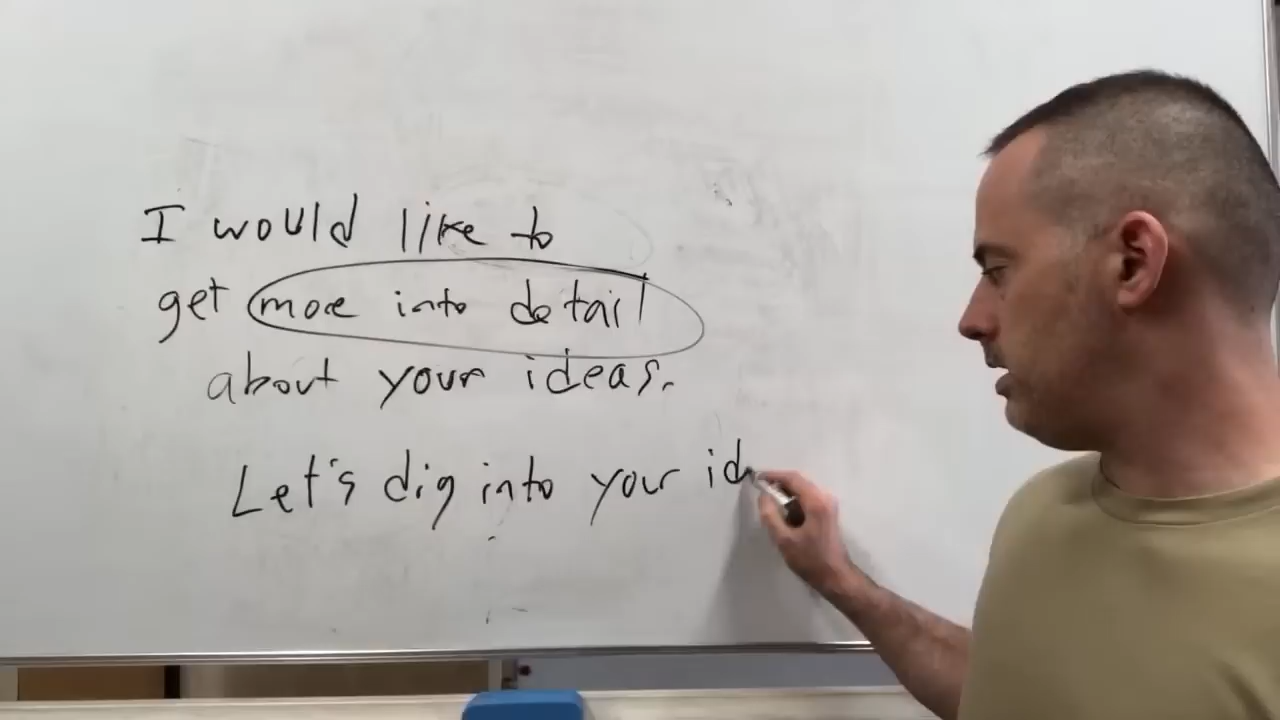 I would like to
get more into detail
about your ideas.
Let's dig into your id